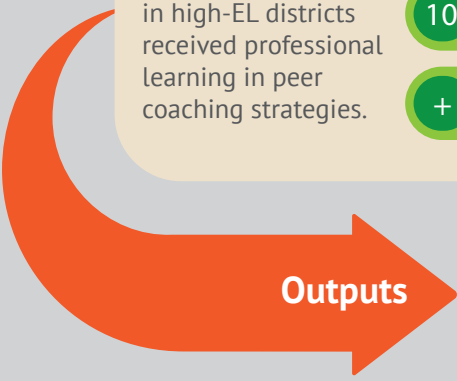 in high-EL districts
received professional
learning in peer
coaching strategies.
10
+
Outputs